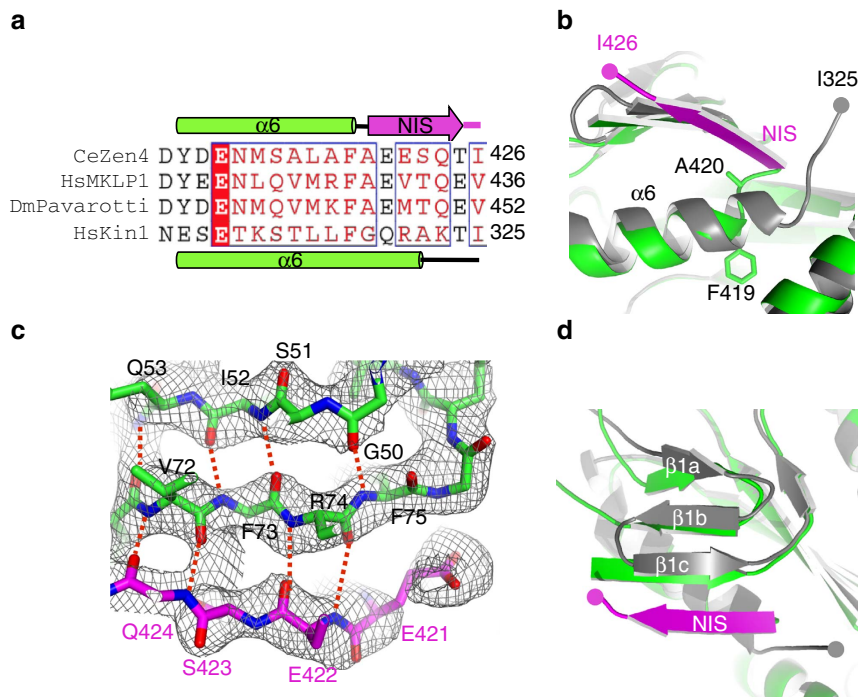 a
α6
NIS
CeZen4 DYDENMSALAFAEESQTI 426
HsMKLP1 DYEENLQVMRFAEVTQEV 436
DmPavarotti DYDENMQVMKFAEMTQEV 452
HsKin1 NESETKSTLLFGQRAKTI 325
α6
b
I426
I325
NIS
A420
α6
F419
c
Q53
I52
S51
G50
V72
F73
R74
F75
Q424
S423
E422
E421
d
β1a
β1b
β1c
NIS